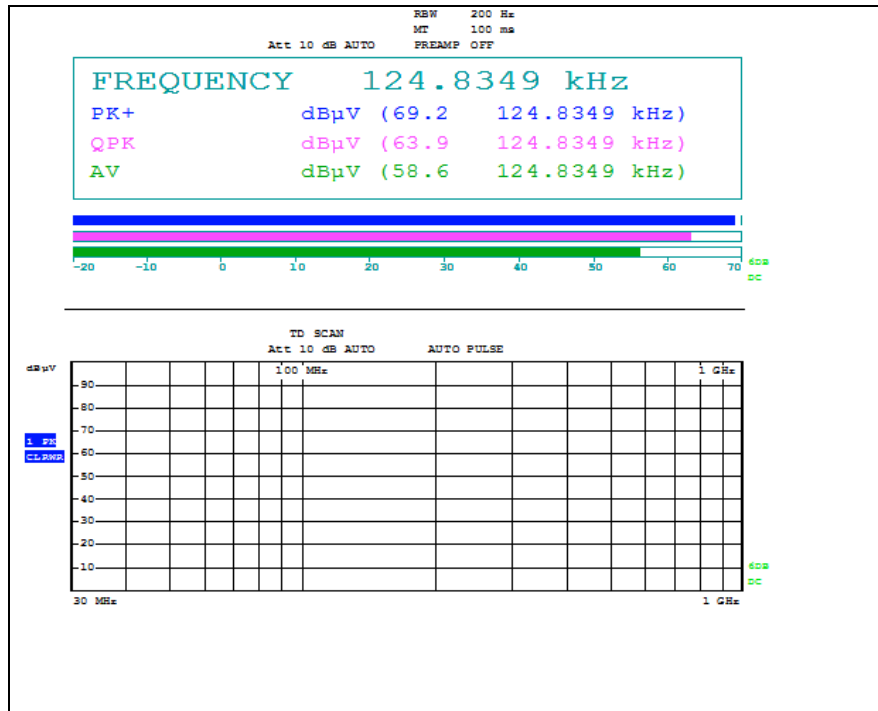 RBW 200 Hz
MT 100 ms
Att 10 dB AUTO PREAMP OFF
FREQUENCY 124.8349 kHz
PK+ dBµV (69.2 124.8349 kHz)
QPK dBµV (63.9 124.8349 kHz)
AV dBµV (58.6 124.8349 kHz)
-20 -10 0 10 20 30 40 50 60 70
6DB
DC
TD SCAN
Att 10 dB AUTO AUTO PULSE
dBµV
100 MHz 1 GHz
90
80
70
1 PK
60
CLRWR
50
40
30
20
10
6DB
DC
30 MHz 1 GHz